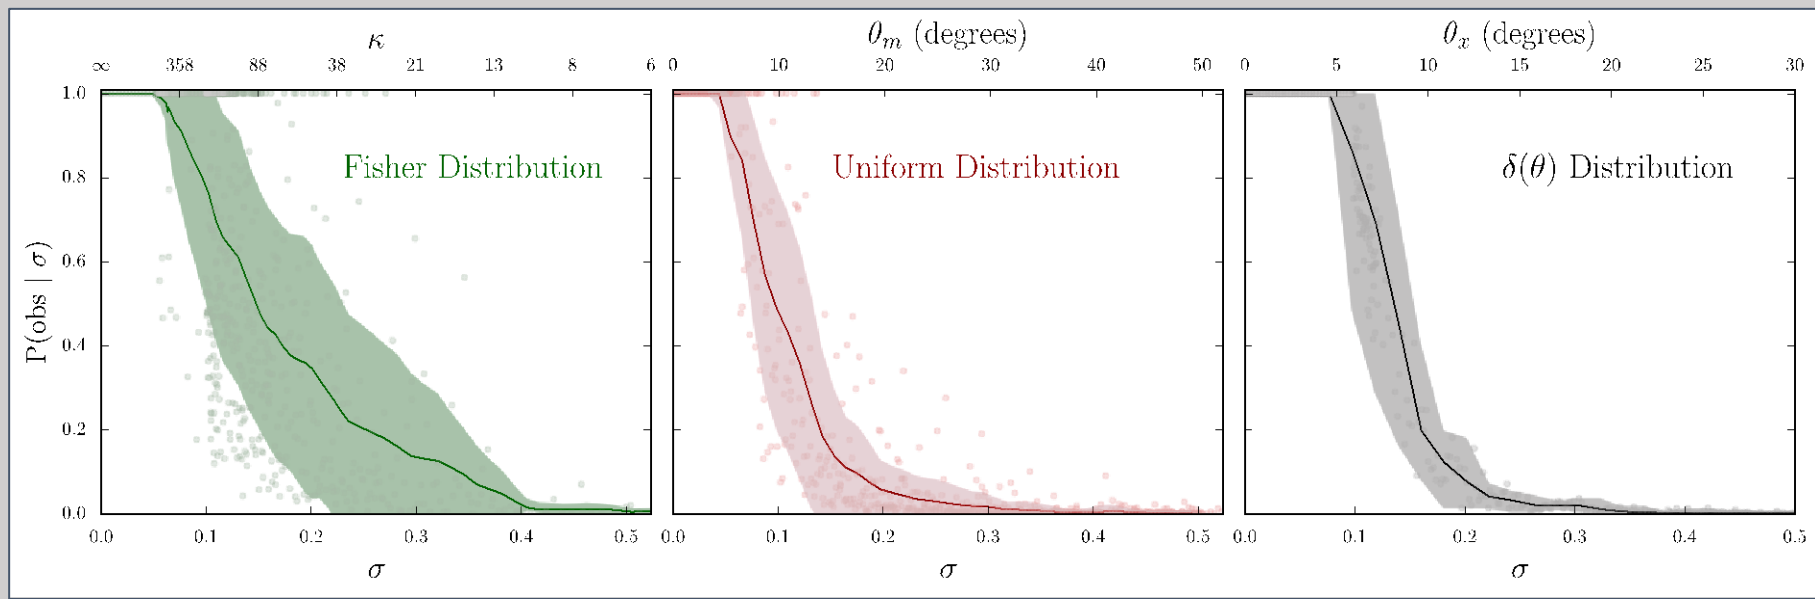 κ
∞ 358 88 38 21 13 8 6
θ_m (degrees)
0 10 20 30 40 50
θ_x (degrees)
0 5 10 15 20 25 30
P(obs | σ)
1.0
0.8
0.6
0.4
0.2
0.0
Fisher Distribution
Uniform Distribution
δ(θ) Distribution
0.0 0.1 0.2 0.3 0.4 0.5
0.0 0.1 0.2 0.3 0.4 0.5
0.0 0.1 0.2 0.3 0.4 0.5
σ
σ
σ